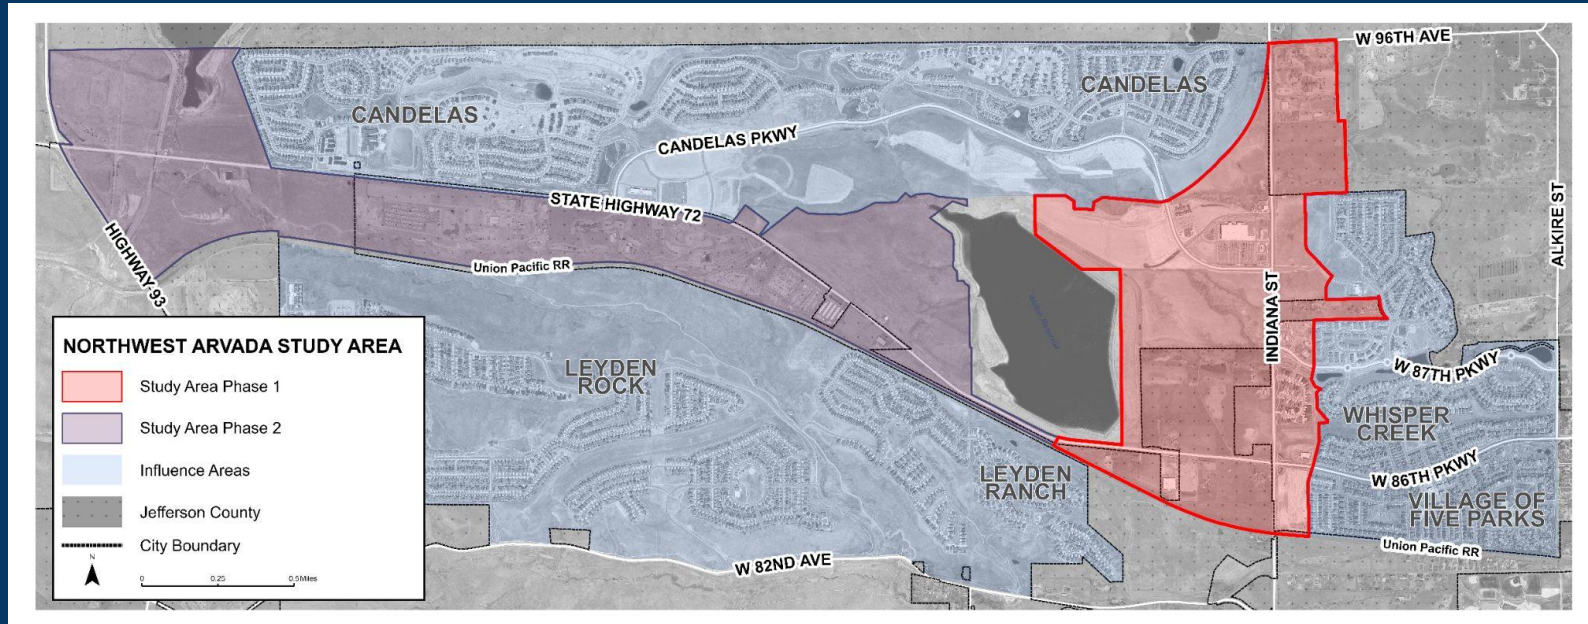 W 96TH AVE
CANDELAS
CANDELAS
CANDELAS PKWY
STATE HIGHWAY 72
ALKIRE ST
HIGHWAY 93
Union Pacific RR
INDIANA ST
NORTHWEST ARVADA STUDY AREA
Study Area Phase 1
Study Area Phase 2
Influence Areas
Jefferson County
City Boundary
N
0 0.25 0.5 Miles
LEYDEN
ROCK
W 87TH PKWY
WHISPER
CREEK
LEYDEN
RANCH
W 86TH PKWY
VILLAGE OF
FIVE PARKS
Union Pacific RR
W 82ND AVE